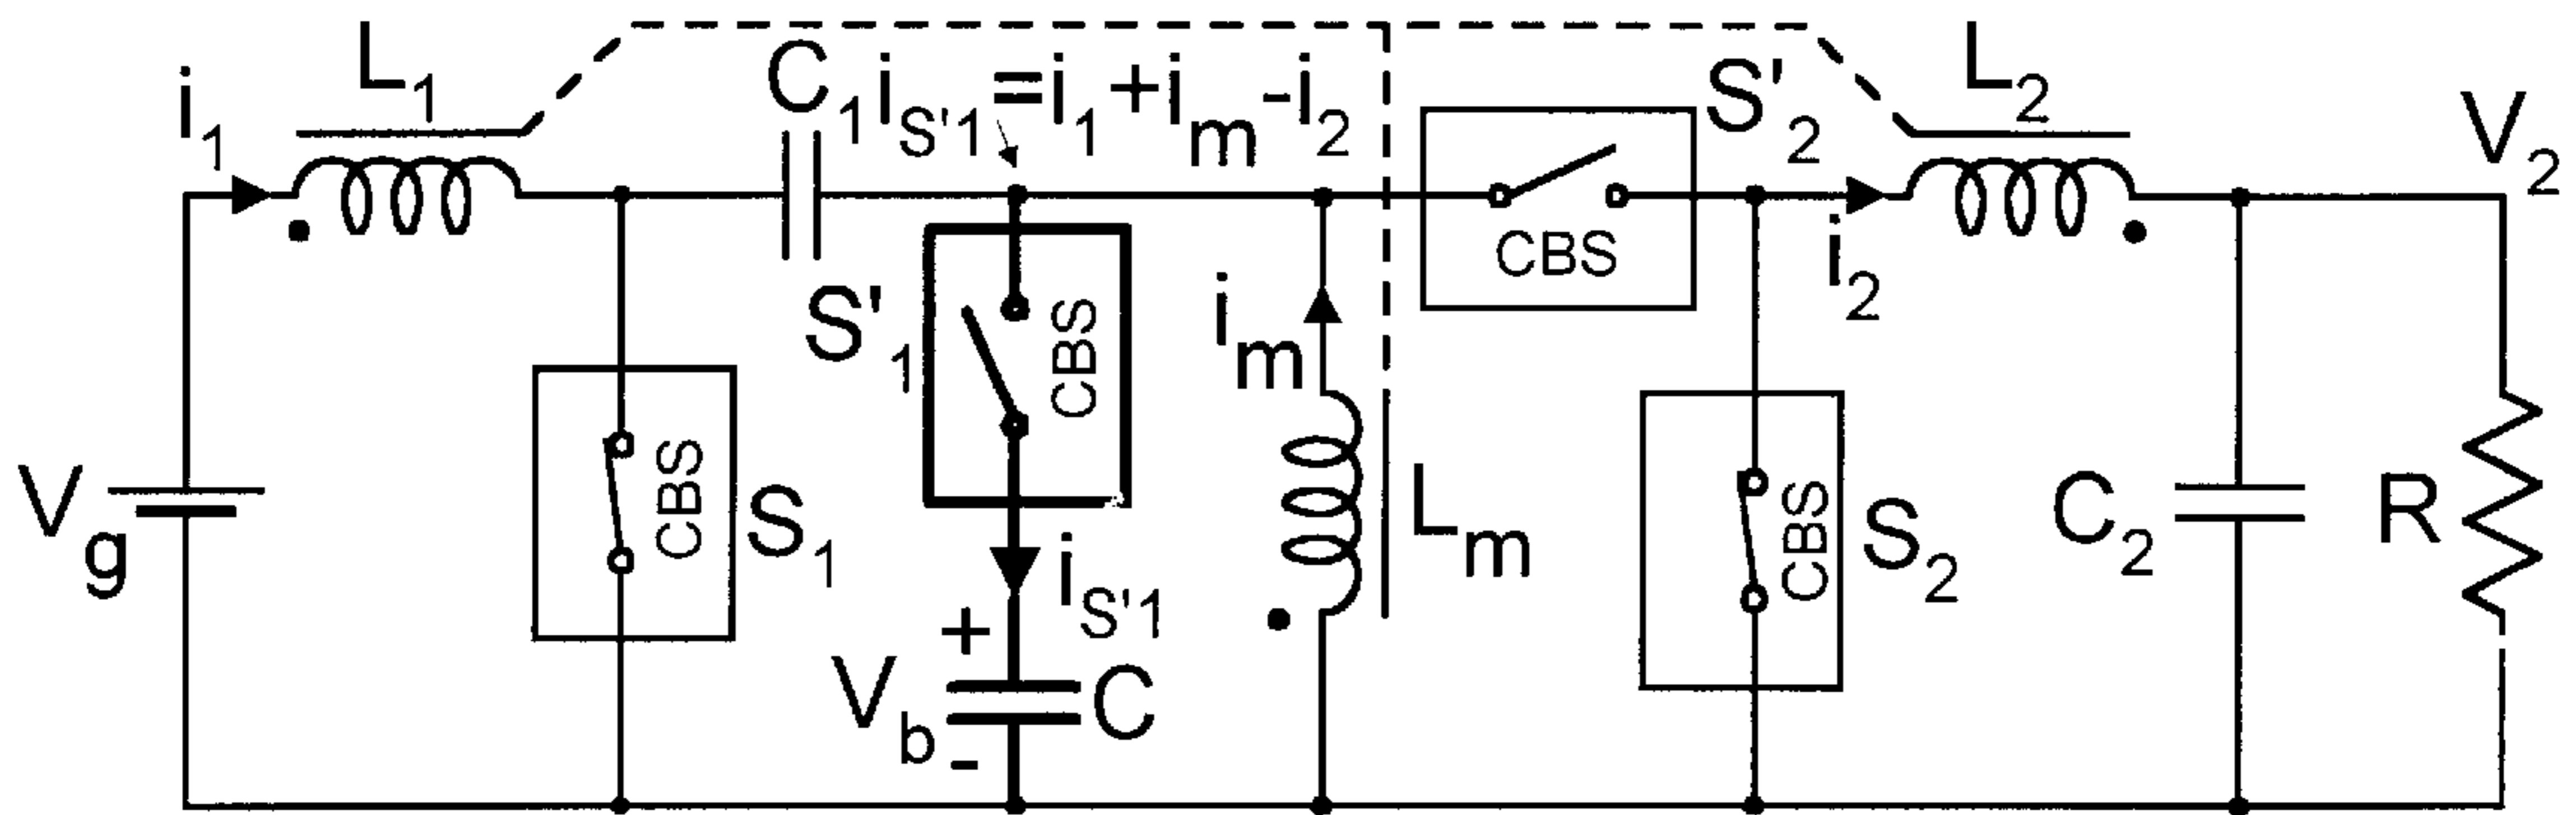 i1
L1
C1
iS'1=i1+im-i2
S'2
L2
V2
CBS
i2
S'1
CBS
im
Vg
CBS
S1
iS'1
+
Vb
-
C
Lm
CBS
S2
C2
R